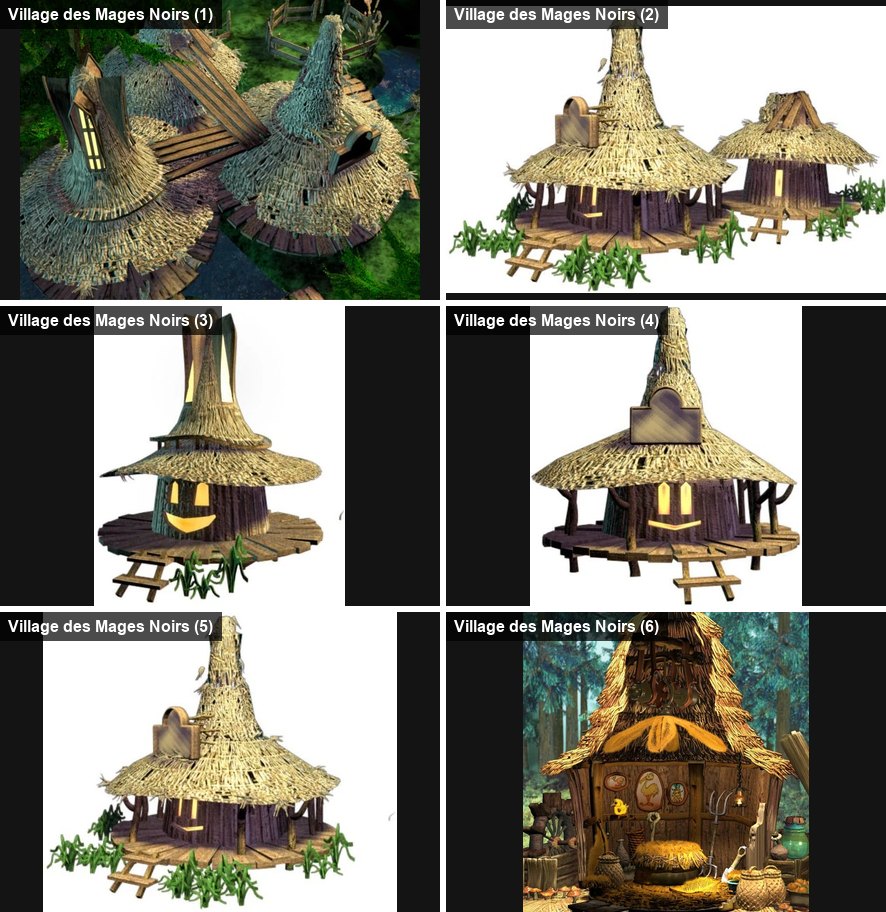 Village des Mages Noirs (1)
Village des Mages Noirs (2)
Village des Mages Noirs (3)
Village des Mages Noirs (4)
Village des Mages Noirs (5)
Village des Mages Noirs (6)